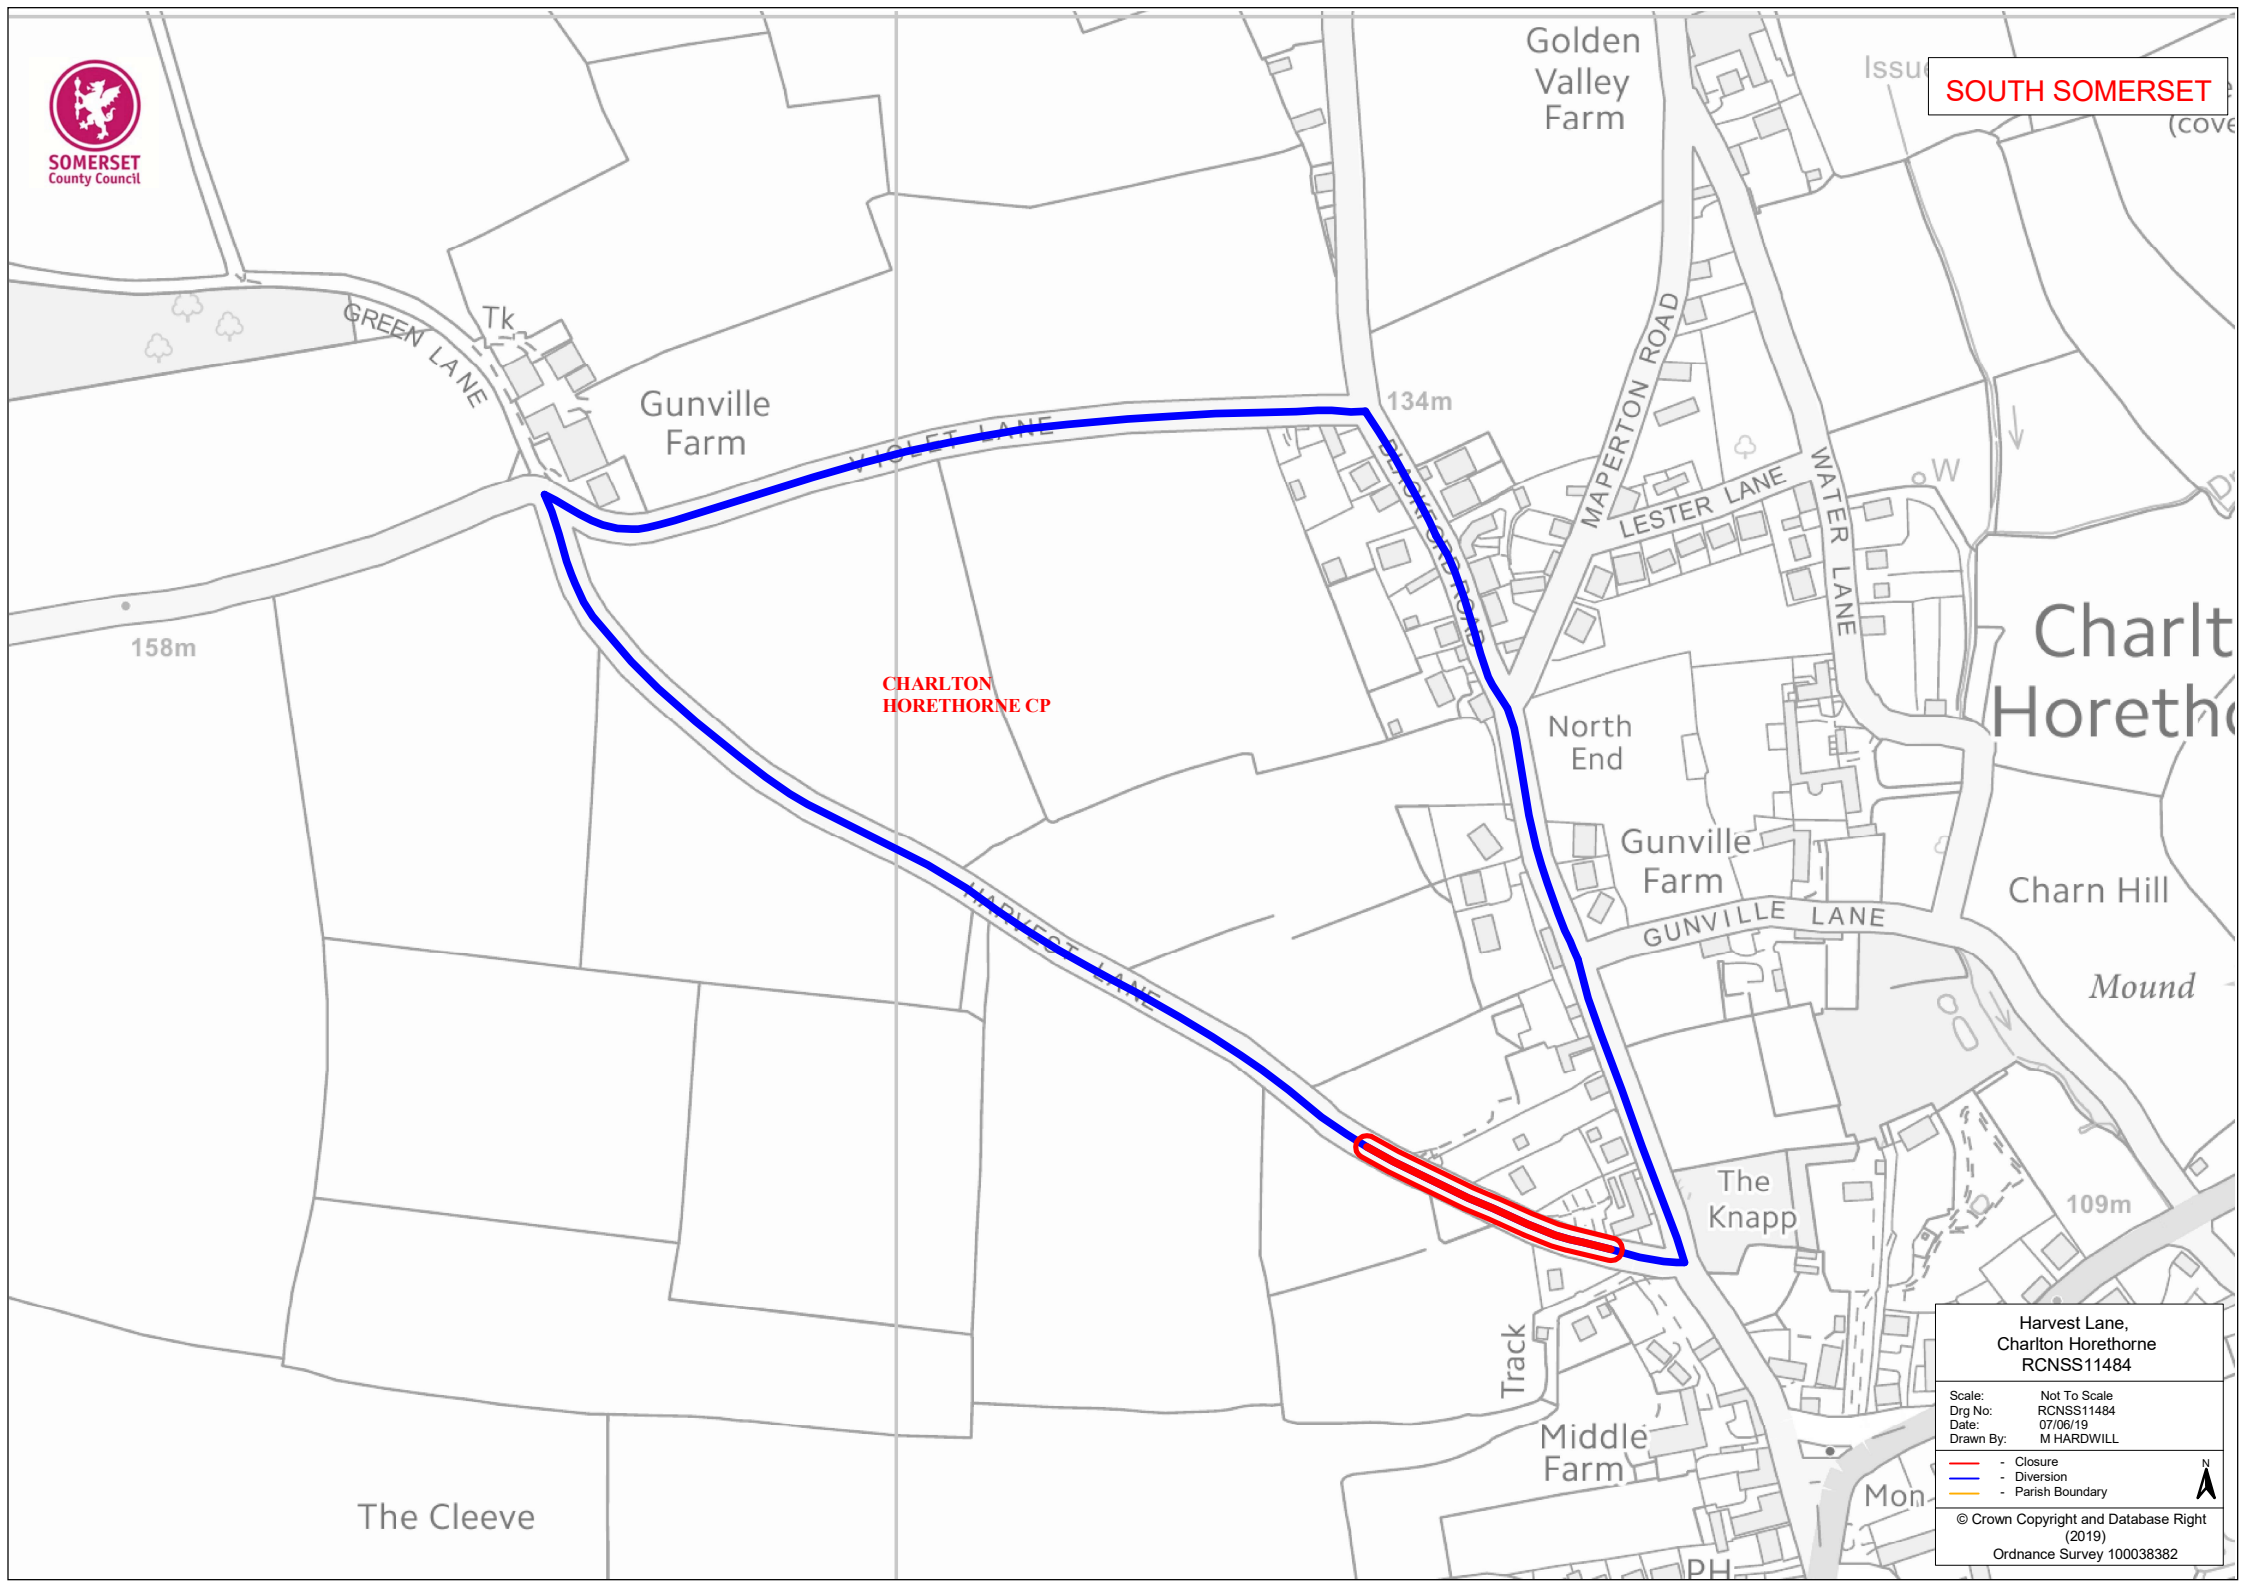 SOMERSET
County Council
Golden
Valley
Farm
SOUTH SOMERSET
(cove
GREEN LANE
Tk
Gunville
Farm
VIOLET LANE
134m
BLACKFORD ROAD
MAPERTON ROAD
LESTER LANE
WATER LANE
W
158m
CHARLTON
HORETHORNE CP
Charlt
Horetho
North
End
Gunville
Farm
GUNVILLE LANE
Charn Hill
Mound
HARVEST LANE
The
Knapp
109m
Track
Middle
Farm
The Cleeve
Mon
PH
Harvest Lane,
Charlton Horethorne
RCNSS11484
Scale: Not To Scale
Drg No: RCNSS11484
Date: 07/06/19
Drawn By: M HARDWILL
- Closure
- Diversion
- Parish Boundary
N
© Crown Copyright and Database Right
(2019)
Ordnance Survey 100038382